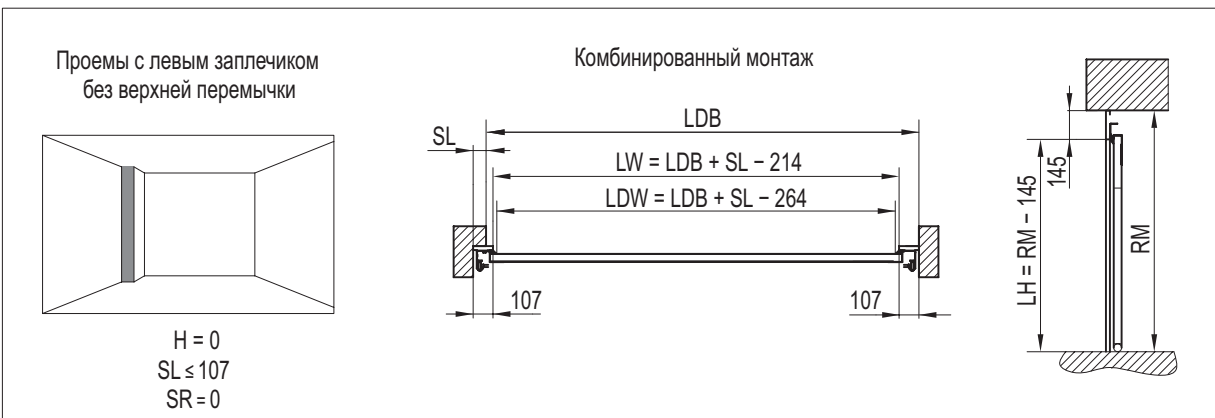 Проемы с левым заплечиком
без верхней перемычки
H = 0
SL ≤ 107
SR = 0
Комбинированный монтаж
LDB
SL
LW = LDB + SL − 214
LDW = LDB + SL − 264
107
107
145
LH = RM − 145
RM